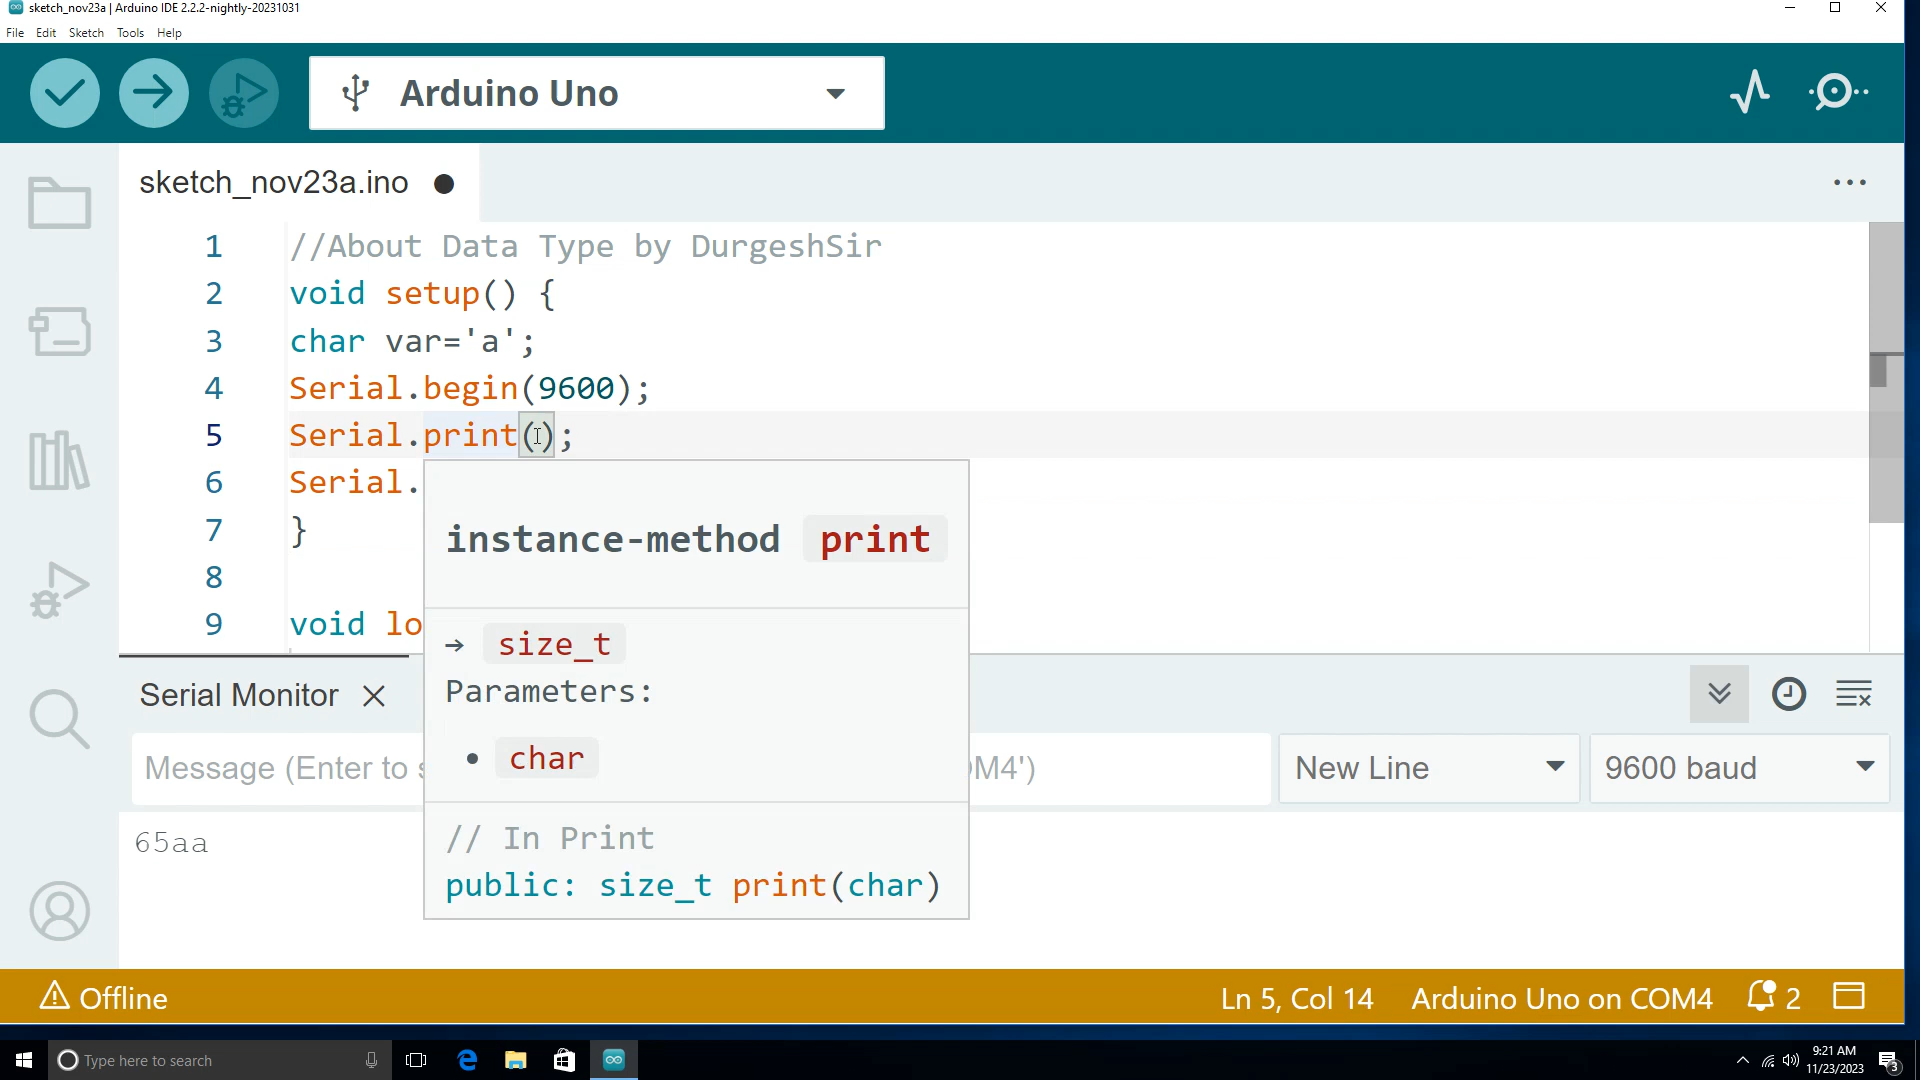 sketch_nov23a | Arduino IDE 2.2.2-nightly-20231031
File Edit Sketch Tools Help
Arduino Uno
sketch_nov23a.ino
1 //About Data Type by DurgeshSir
2 void setup() {
3 char var='a';
4 Serial.begin(9600);
5 Serial.print();
6 Serial.
7 }
8
9 void lo
instance-method print
→ size_t
Parameters:
• char
// In Print
public: size_t print(char)
Serial Monitor
Message (Enter to s
OM4')
New Line
9600 baud
65aa
Offline
Ln 5, Col 14 Arduino Uno on COM4 2
Type here to search
9:21 AM
11/23/2023
3